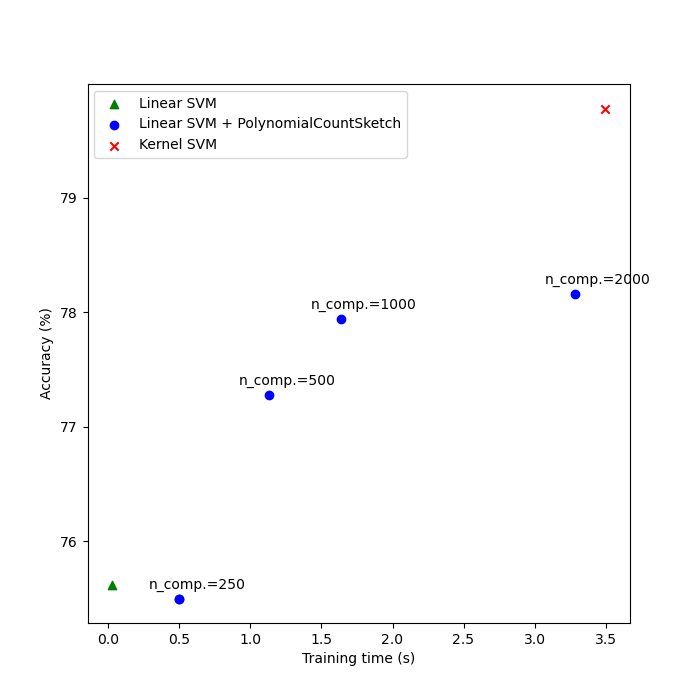 Linear SVM
Linear SVM + PolynomialCountSketch
Kernel SVM
79
78
77
76
Accuracy (%)
n_comp.=2000
n_comp.=1000
n_comp.=500
n_comp.=250
0.0 0.5 1.0 1.5 2.0 2.5 3.0 3.5
Training time (s)